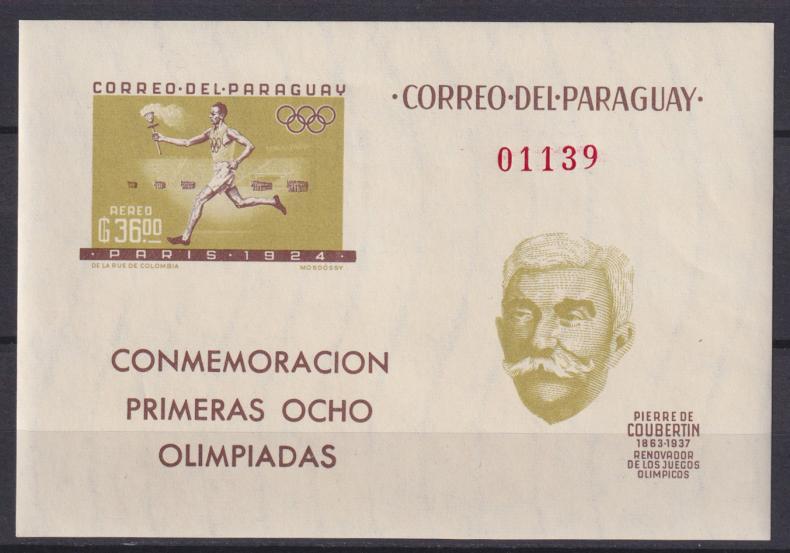 CORREO·DEL·PARAGUAY
AEREO
₲ 36.00
PARIS·1924
DE LA RUE DE COLOMBIA
MOSDÓSSY
·CORREO·DEL·PARAGUAY·
01139
CONMEMORACION
PRIMERAS OCHO
OLIMPIADAS
PIERRE DE
COUBERTIN
1863-1937
RENOVADOR
DE LOS JUEGOS
OLIMPICOS